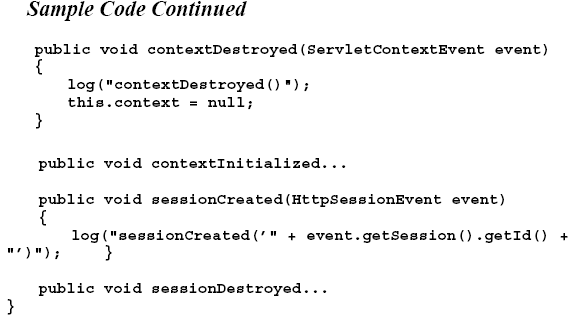 Sample Code Continued
public void contextDestroyed(ServletContextEvent event)
{
log("contextDestroyed()");
this.context = null;
}
public void contextInitialized...
public void sessionCreated(HttpSessionEvent event)
{
log("sessionCreated('" + event.getSession().getId() +
"')"); }
public void sessionDestroyed...
}